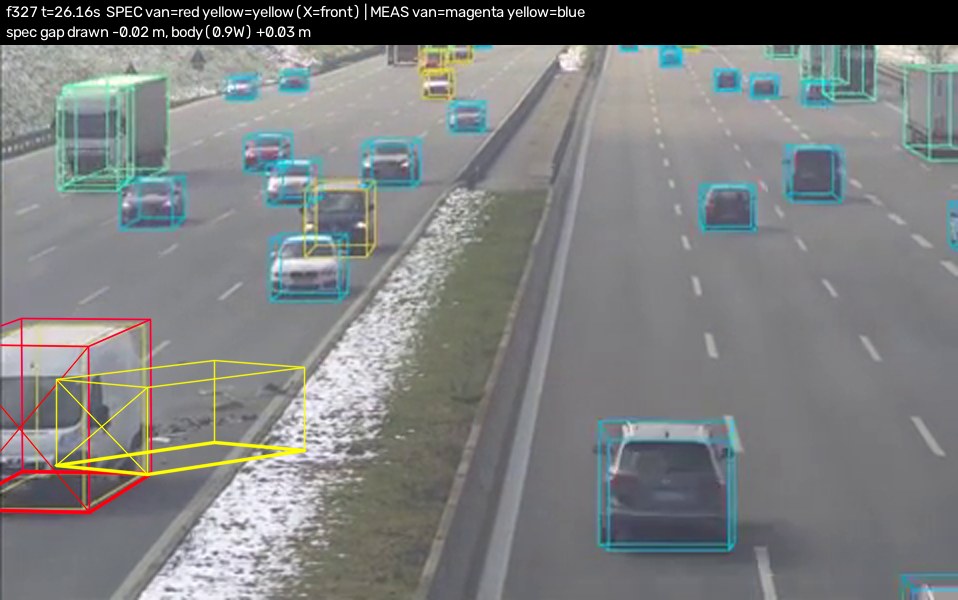 f327 t=26.16s SPEC van=red yellow=yellow (X=front) | MEAS van=magenta yellow=blue
spec gap drawn -0.02 m, body (0.9W) +0.03 m